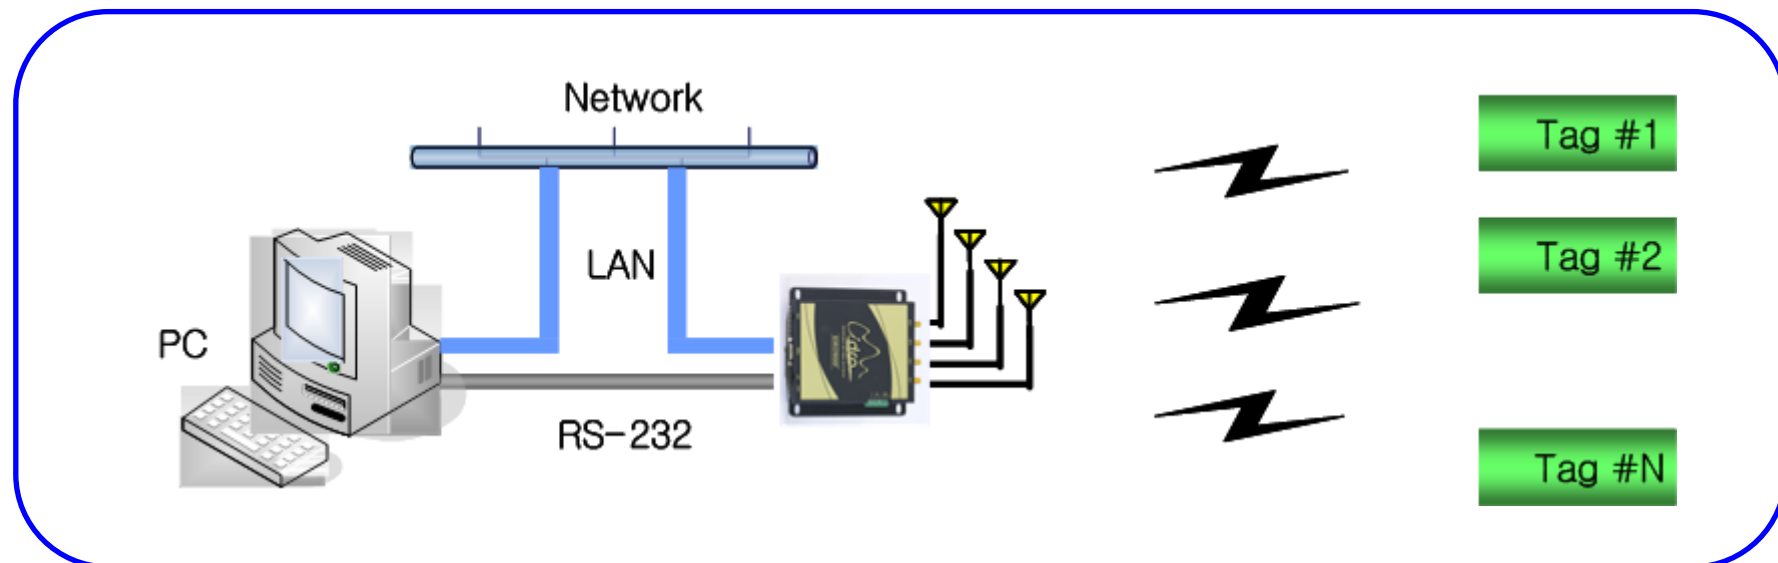 Network
Tag #1
Tag #2
LAN
PC
RS-232
Tag #N